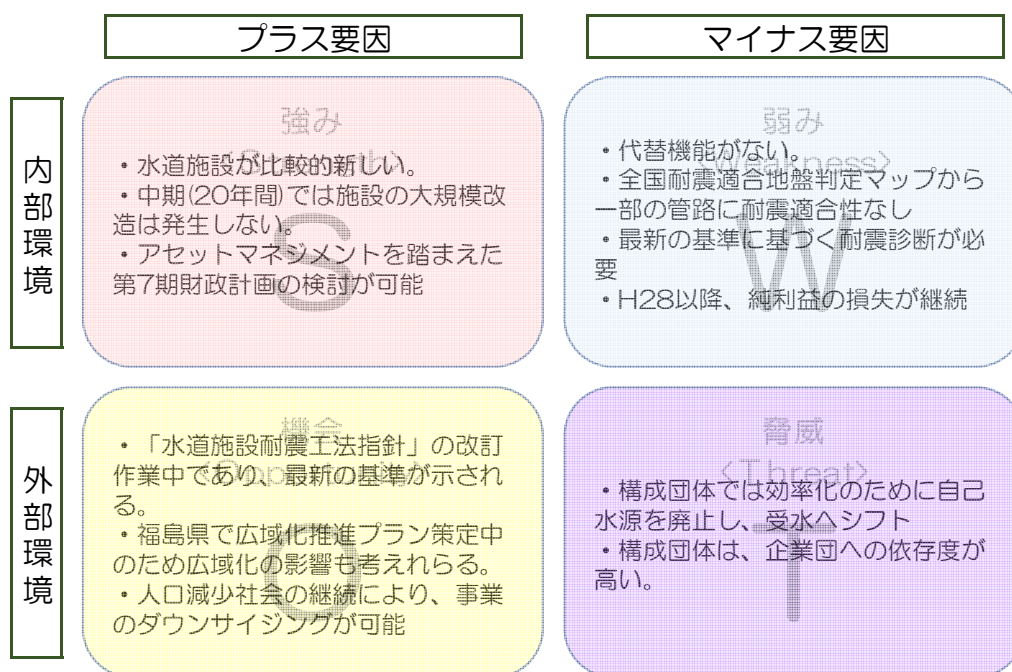 プラス要因
マイナス要因
内部環境
強み
<Strength>
S
・水道施設が比較的新しい。
・中期(20年間)では施設の大規模改
造は発生しない。
・アセットマネジメントを踏まえた
第7期財政計画の検討が可能
弱み
<Weakness>
W
・代替機能がない。
・全国耐震適合地盤判定マップから
一部の管路に耐震適合性なし
・最新の基準に基づく耐震診断が必
要
・H28以降、純利益の損失が継続
外部環境
機会
O
・「水道施設耐震工法指針」の改訂
作業中であり、最新の基準が示され
る。
・福島県で広域化推進プラン策定中
のため広域化の影響も考えれらる。
・人口減少社会の継続により、事業
のダウンサイジングが可能
脅威
<Threat>
T
・構成団体では効率化のために自己
水源を廃止し、受水へシフト
・構成団体は、企業団への依存度が
高い。